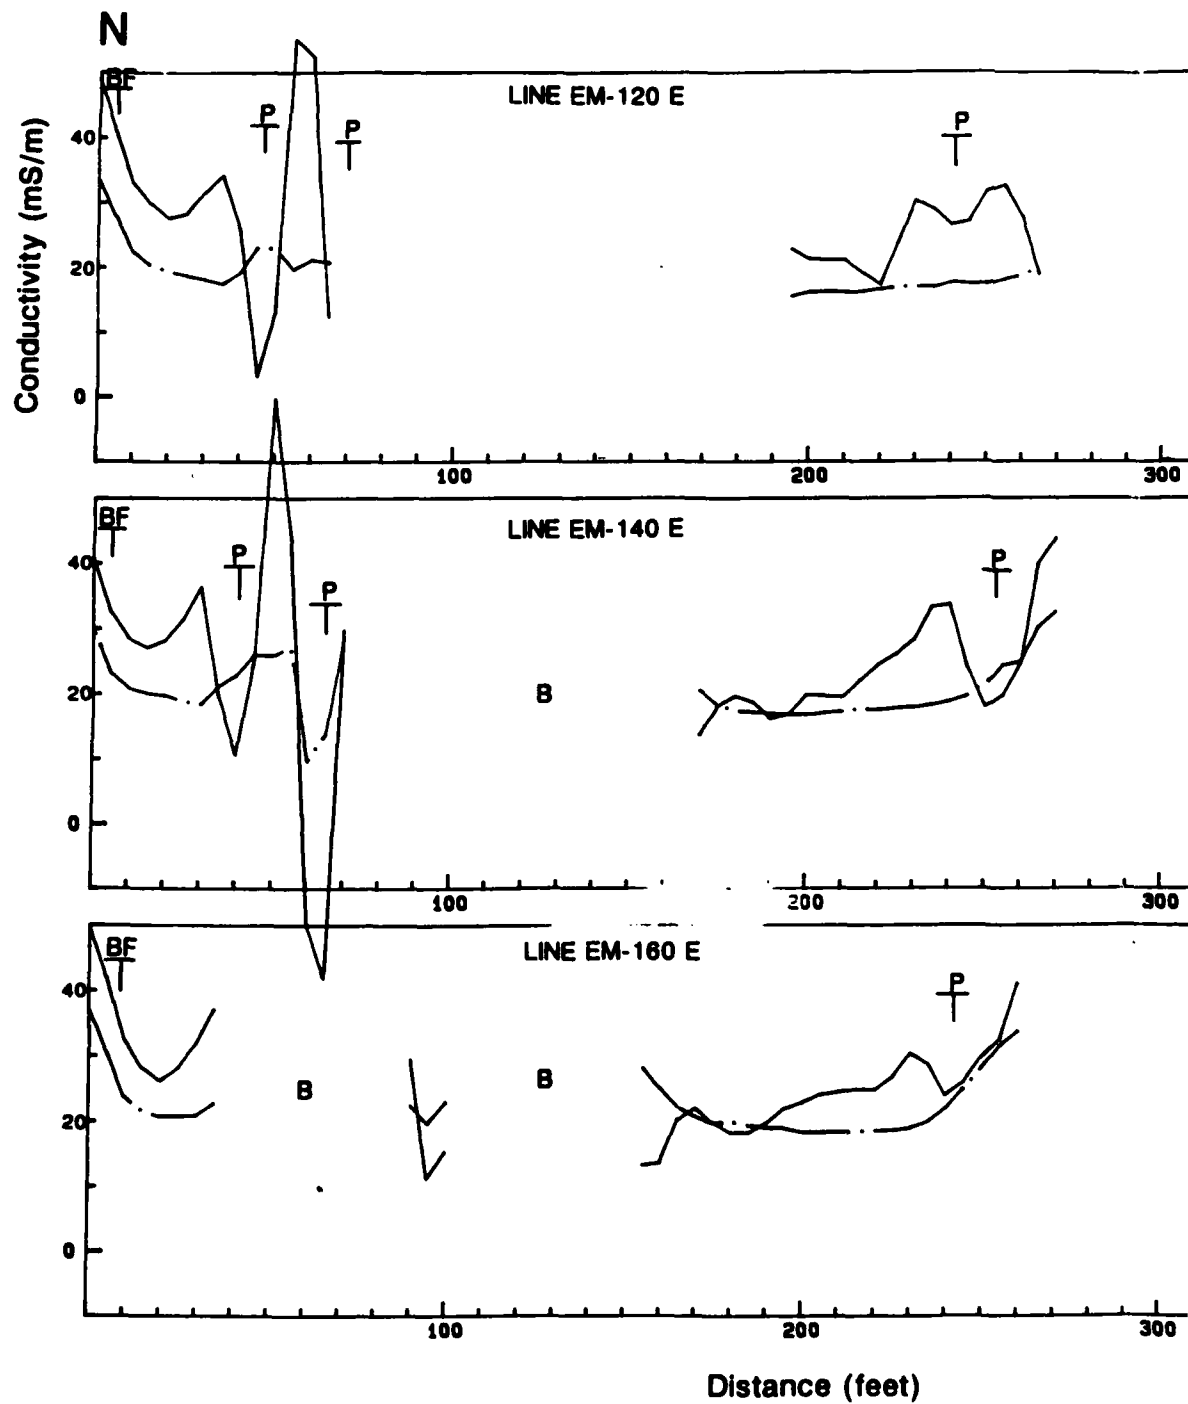 N
BF
LINE EM-120 E
P
P
P
Conductivity (mS/m)
40
20
0
100
200
300
BF
LINE EM-140 E
P
P
P
40
20
B
0
100
200
300
BF
LINE EM-160 E
P
40
B
B
20
0
100
200
300
Distance (feet)